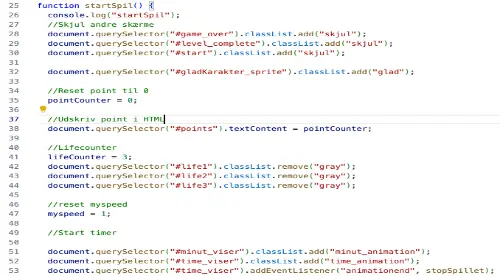 25 function startSpil() {
26 console.log("startSpil");
27 //Skjul andre skærme
28 document.querySelector("#game_over").classList.add("skjul");
29 document.querySelector("#level_complete").classList.add("skjul");
30 document.querySelector("#start").classList.add("skjul");
31
32 document.querySelector("#gladKarakter_sprite").classList.add("glad");
33
34 //Reset point til 0
35 pointCounter = 0;
36
37 //Udskriv point i HTML
38 document.querySelector("#points").textContent = pointCounter;
39
40 //Lifecounter
41 lifeCounter = 3;
42 document.querySelector("#life1").classList.remove("gray");
43 document.querySelector("#life2").classList.remove("gray");
44 document.querySelector("#life3").classList.remove("gray");
45
46 //reset myspeed
47 myspeed = 1;
48
49 //Start timer
50
51 document.querySelector("#minut_viser").classList.add("minut_animation");
52 document.querySelector("#time_viser").classList.add("time_animation");
53 document.querySelector("#time_viser").addEventListener("animationend", stopSpillet);